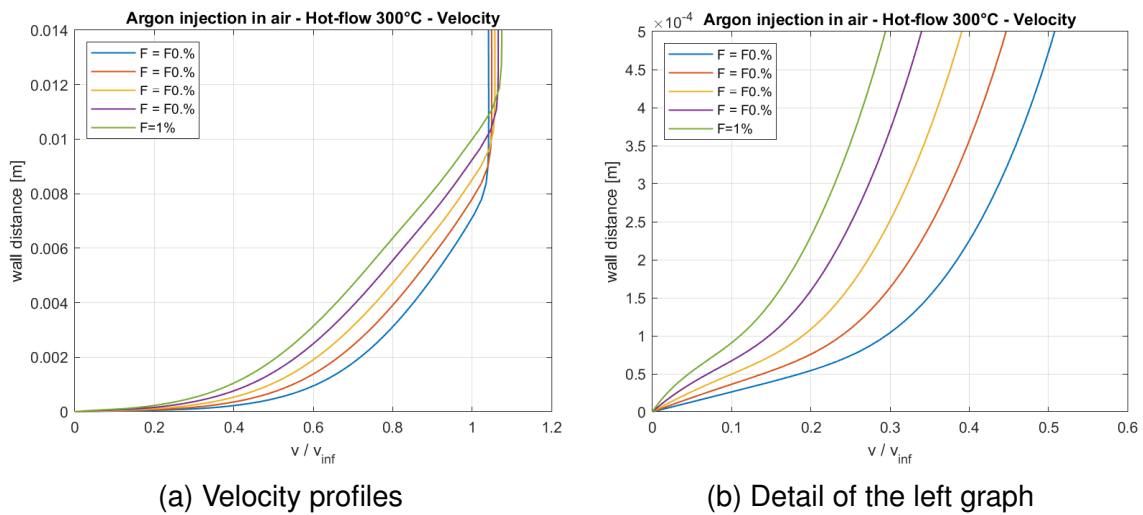 Argon injection in air - Hot-flow 300°C - Velocity
0.014
0.012
0.01
0.008
0.006
0.004
0.002
0
wall distance [m]
F = F0.%
F = F0.%
F = F0.%
F = F0.%
F=1%
0 0.2 0.4 0.6 0.8 1 1.2
v / v_inf
(a) Velocity profiles
Argon injection in air - Hot-flow 300°C - Velocity
×10⁻⁴
5
4.5
4
3.5
3
2.5
2
1.5
1
0.5
0
wall distance [m]
F = F0.%
F = F0.%
F = F0.%
F = F0.%
F=1%
0 0.1 0.2 0.3 0.4 0.5 0.6
v / v_inf
(b) Detail of the left graph